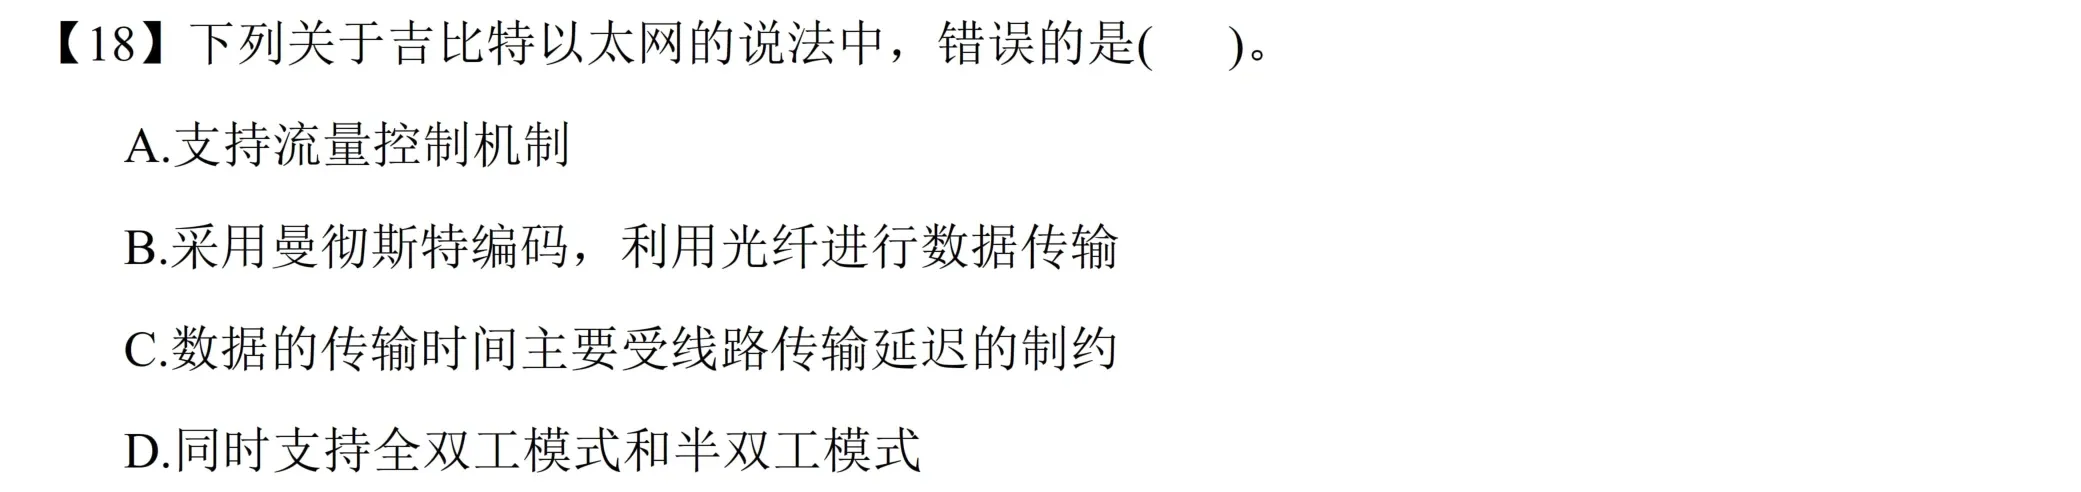 【18】下列关于吉比特以太网的说法中，错误的是(    )。
A.支持流量控制机制
B.采用曼彻斯特编码，利用光纤进行数据传输
C.数据的传输时间主要受线路传输延迟的制约
D.同时支持全双工模式和半双工模式